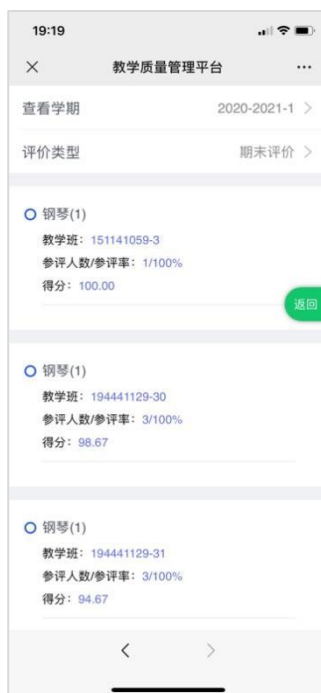 19:19
教学质量管理平台
查看学期 2020-2021-1
评价类型 期末评价
钢琴(1)
教学班：151141059-3
参评人数/参评率：1/100%
得分：100.00
返回
钢琴(1)
教学班：194441129-30
参评人数/参评率：3/100%
得分：98.67
钢琴(1)
教学班：194441129-31
参评人数/参评率：3/100%
得分：94.67